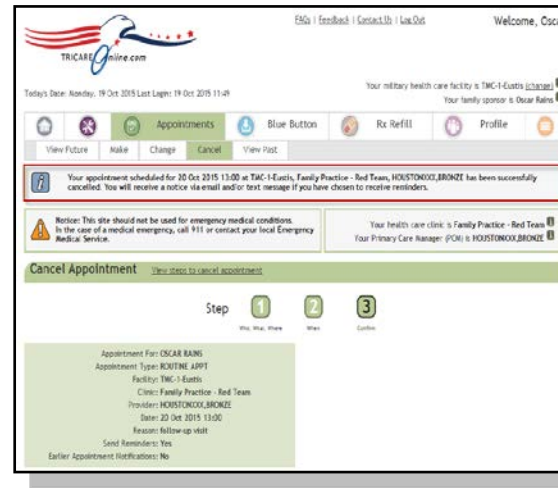 FAQs | Feedback | Contact Us | Log Out
Welcome, Osca
TRICARE Online.com
Today's Date: Monday, 19 Oct 2015 Last Login: 19 Oct 2015 11:49
Your military health care facility is TMC-1-Eustis (change)
Your family sponsor is Oscar Rains
Appointments
Blue Button
Rx Refill
Profile
View Future
Make
Change
Cancel
View Past
Your appointment scheduled for 20 Oct 2015 13:00 at TMC-1-Eustis, Family Practice - Red Team, HOUSTONXXX,BRONZE has been successfully
cancelled. You will receive a notice via email and/or text message if you have chosen to receive reminders.
Notice: This site should not be used for emergency medical conditions.
In the case of a medical emergency, call 911 or contact your local Emergency
Medical Service.
Your health care clinic is Family Practice - Red Team
Your Primary Care Manager (PCM) is HOUSTONXXX,BRONZE
Cancel Appointment View steps to cancel appointment
Step 1 2 3
Who, What, Where When Confirm
Appointment For: OSCAR RAINS
Appointment Type: ROUTINE APPT
Facility: TMC-1-Eustis
Clinic: Family Practice - Red Team
Provider: HOUSTONXXX,BRONZE
Date: 20 Oct 2015 13:00
Reason: follow-up visit
Send Reminders: Yes
Earlier Appointment Notifications: No